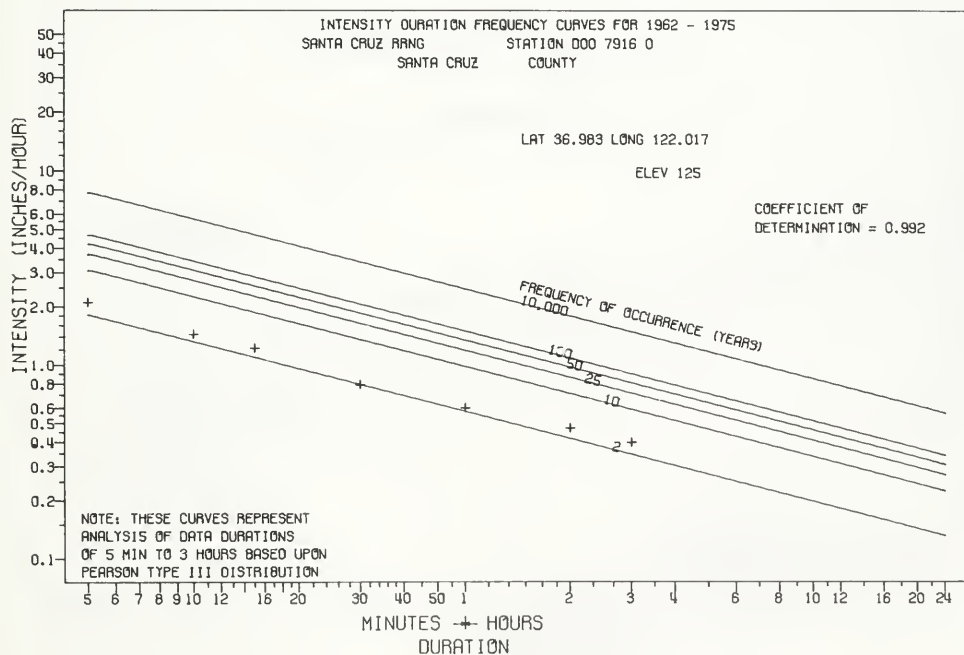 INTENSITY DURATION FREQUENCY CURVES FOR 1962 - 1975
SANTA CRUZ RRNG STATION D00 7916 0
SANTA CRUZ COUNTY
LAT 36.983 LONG 122.017
ELEV 125
COEFFICIENT OF
DETERMINATION = 0.992
INTENSITY (INCHES/HOUR)
50
40
30
20
10
8.0
6.0
5.0
4.0
3.0
2.0
1.0
0.8
0.6
0.5
0.4
0.3
0.2
0.1
FREQUENCY OF OCCURRENCE (YEARS)
10,000
100
50
25
10
2
NOTE: THESE CURVES REPRESENT
ANALYSIS OF DATA DURATIONS
OF 5 MIN TO 3 HOURS BASED UPON
PEARSON TYPE III DISTRIBUTION
5 6 7 8 9 10 12 16 20 30 40 50 1 2 3 4 6 8 10 12 16 20 24
MINUTES + HOURS
DURATION